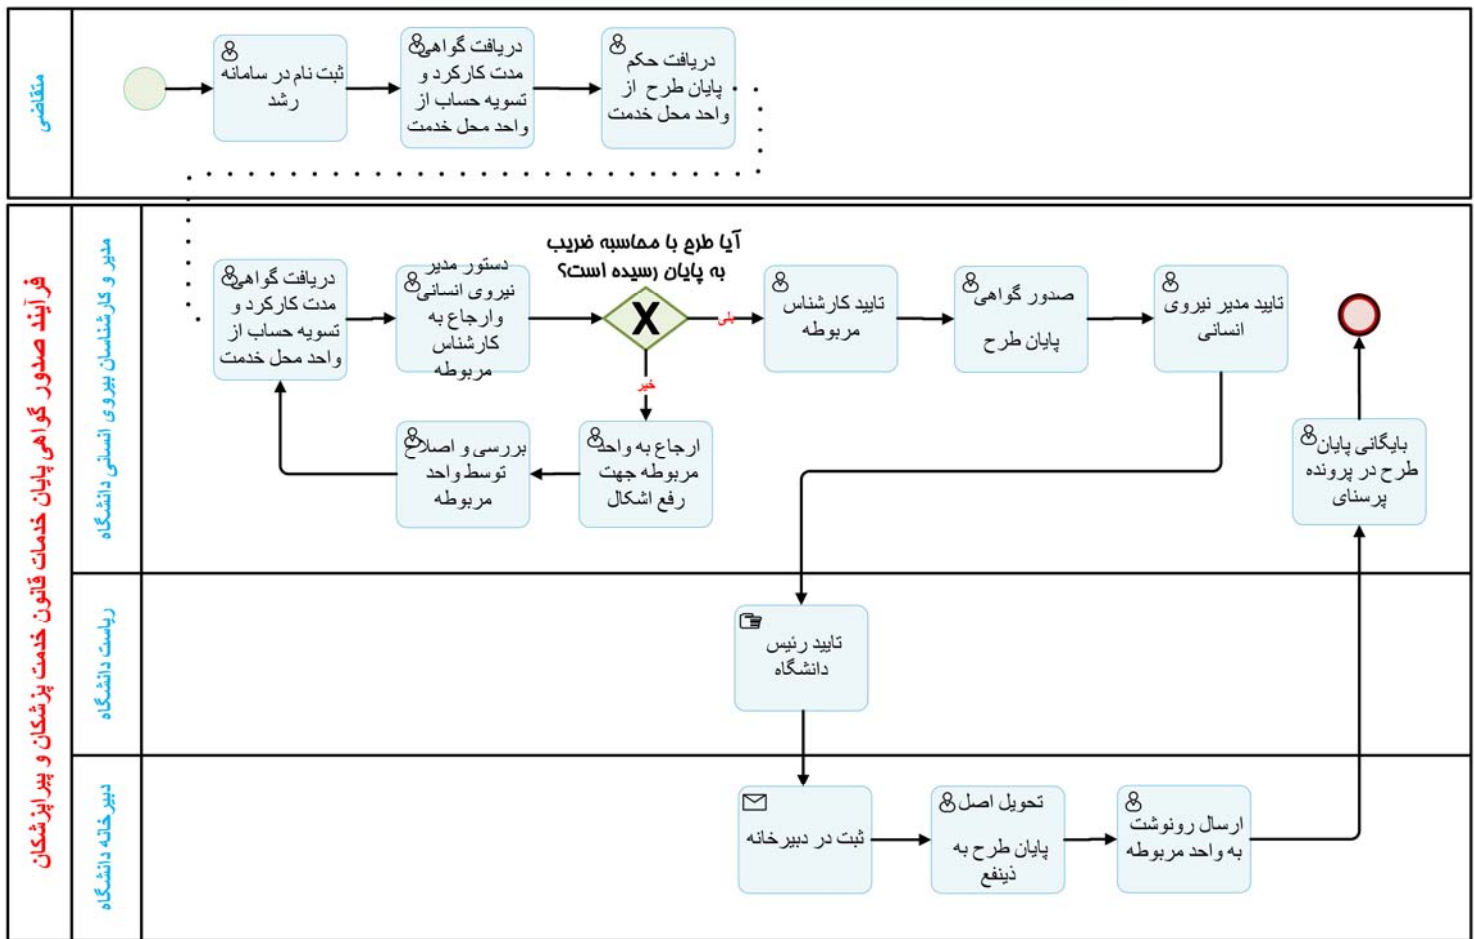 فرآیند صدور گواهی پایان خدمات قانون خدمت پزشکان و پیراپزشکان
متقاضی
ثبت نام در سامانه
رشد
دریافت گواهی
مدت کارکرد و
تسویه حساب از
واحد محل خدمت
دریافت حکم
پایان طرح از
واحد محل خدمت
مدیر و کارشناسان نیروی انسانی دانشگاه
دریافت گواهی
مدت کارکرد و
تسویه حساب از
واحد محل خدمت
دستور مدیر
نیروی انسانی
وارجاع به
کارشناس
مربوطه
آیا طرح با محاسبه ضریب
به پایان رسیده است؟
X
بلی
خیر
تایید کارشناس
مربوطه
صدور گواهی
پایان طرح
تایید مدیر نیروی
انسانی
ارجاع به واحد
مربوطه جهت
رفع اشکال
بررسی و اصلاح
توسط واحد
مربوطه
بایگانی پایان
طرح در پرونده
پرسنای
ریاست دانشگاه
تایید رئیس
دانشگاه
دبیرخانه دانشگاه
ثبت در دبیرخانه
تحویل اصل
پایان طرح به
ذینفع
ارسال رونوشت
به واحد مربوطه